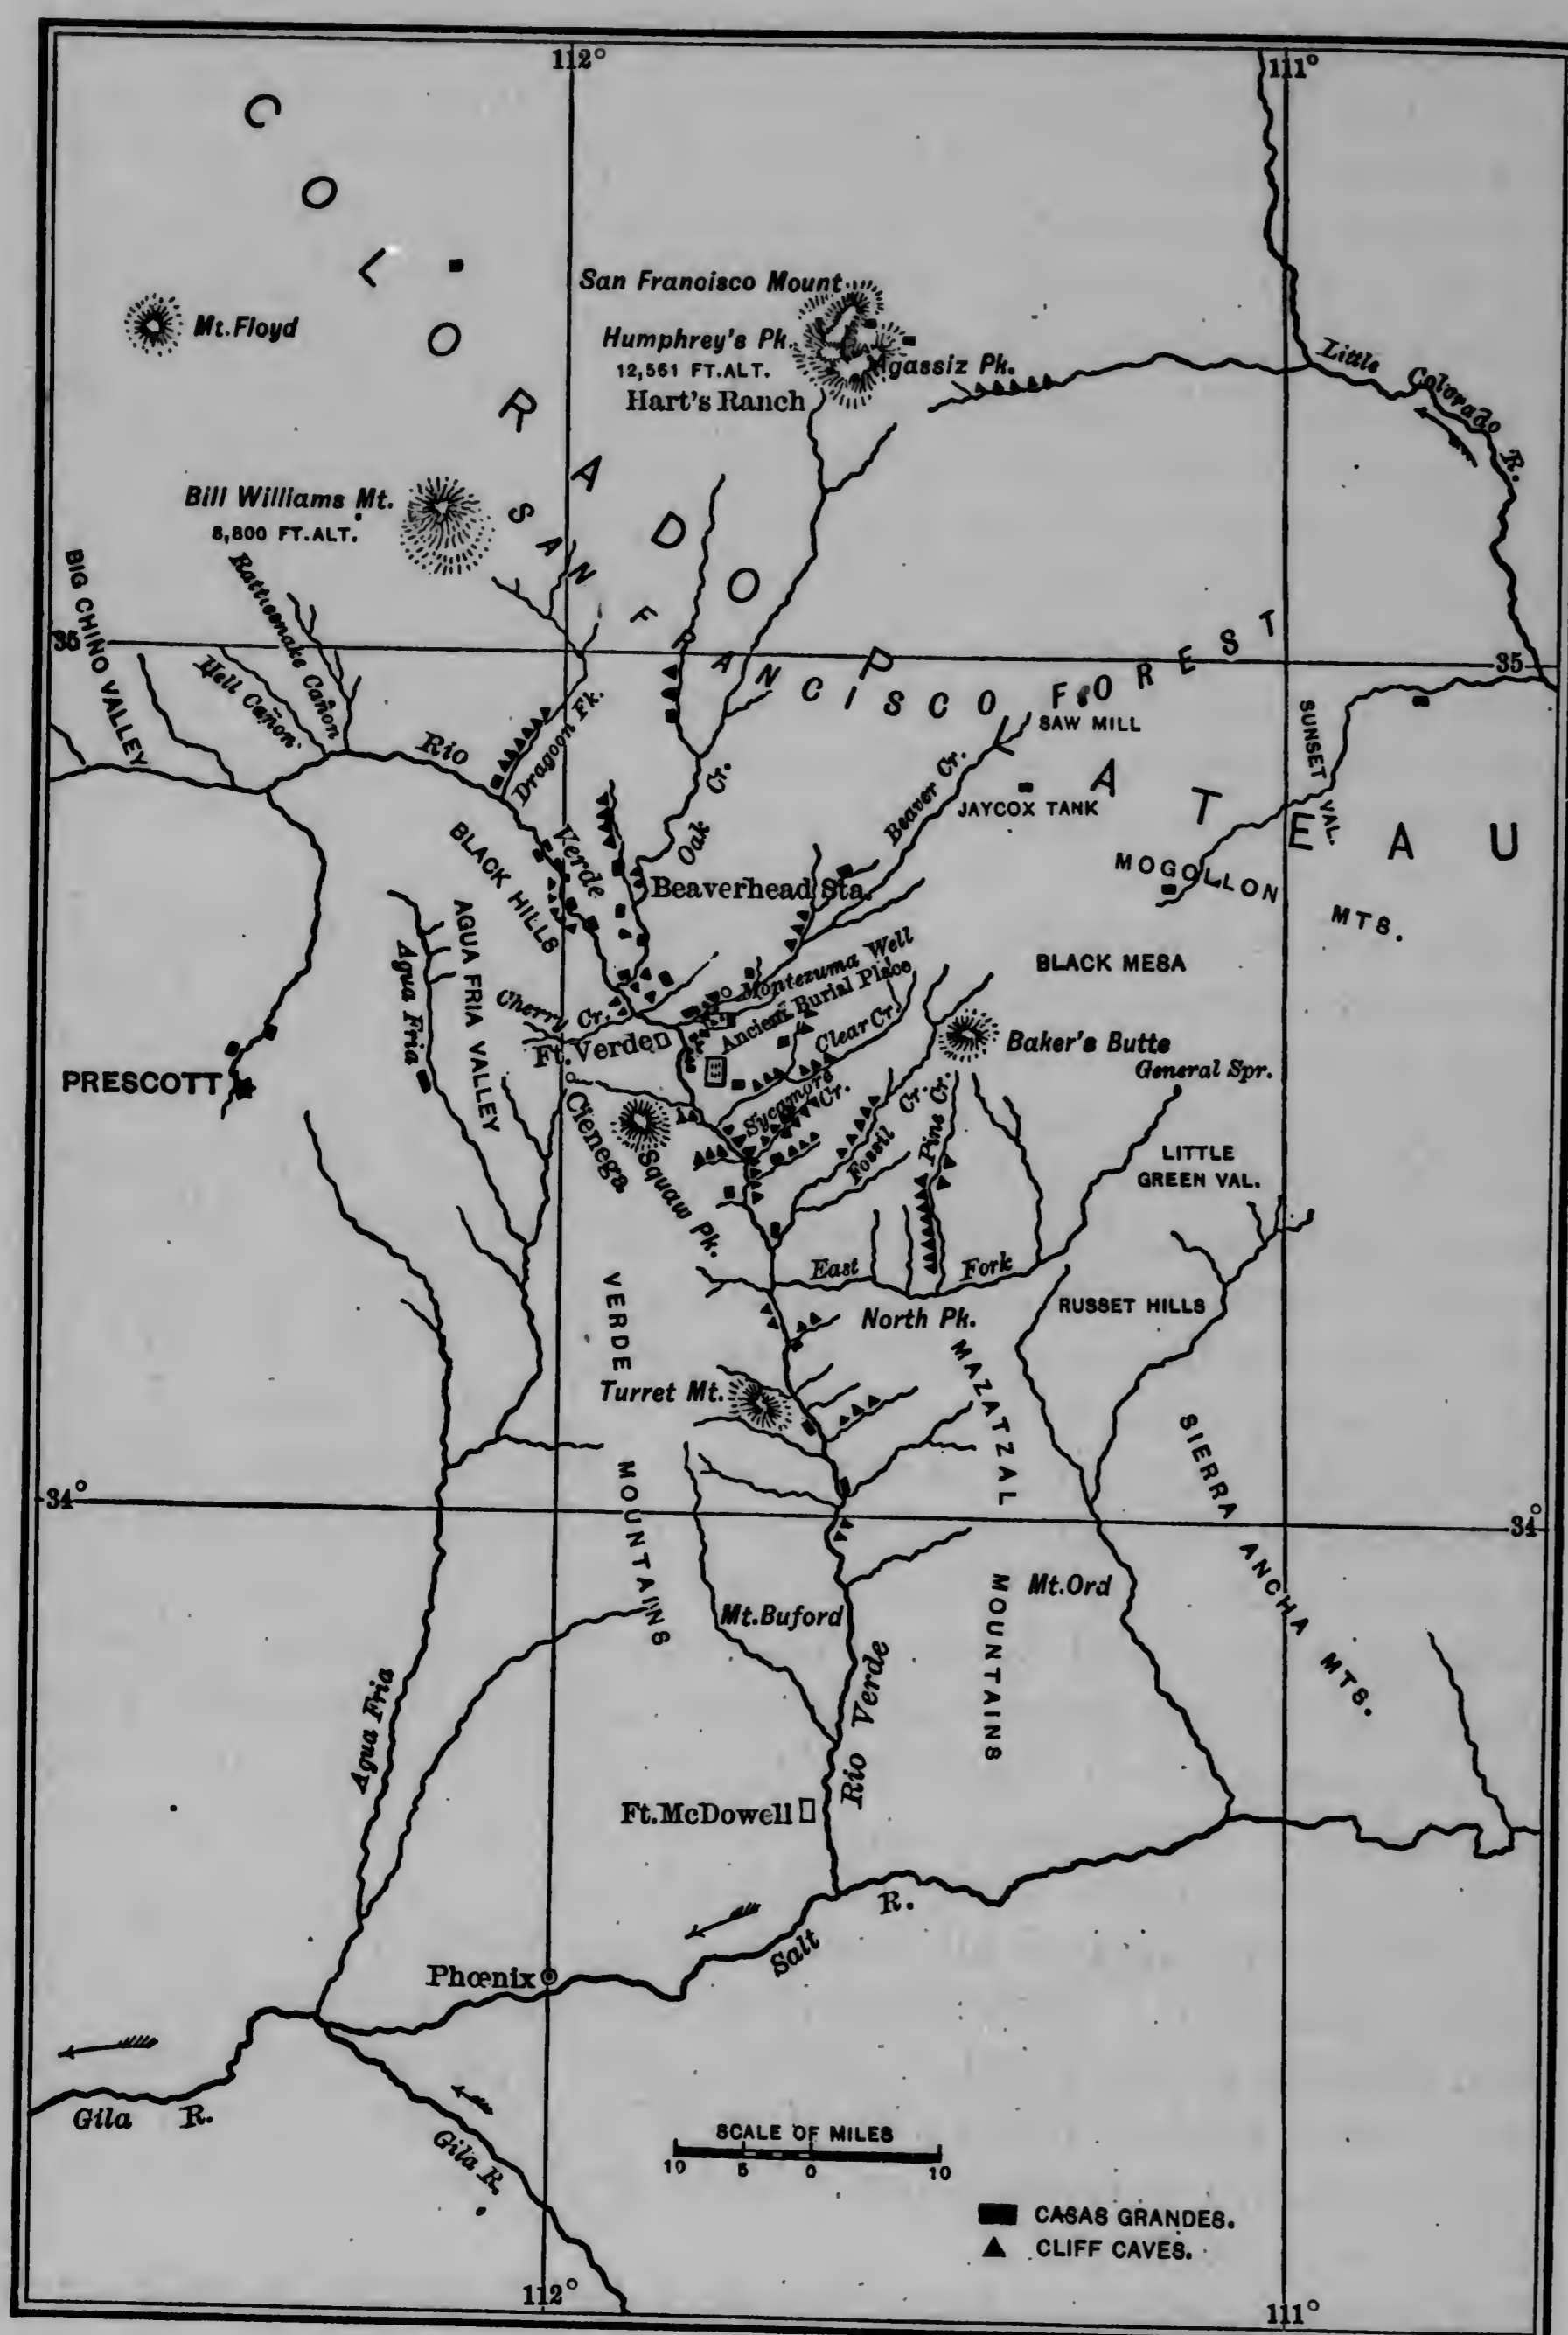 112°
111°
COLORADO PLATEAU
San Francisco Mount.
Mt. Floyd
Humphrey's Pk.
12,561 FT. ALT.
Agassiz Pk.
Hart's Ranch
Little Colorado R.
Bill Williams Mt.
8,800 FT. ALT.
SAN FRANCISCO FOREST
BIG CHINO VALLEY
Rattlesnake Cañon
Hell Cañon
35
35
Rio Verde
Dragoon Fk.
SAW MILL
SUNSET VAL.
Oak Cr.
Beaver Cr.
JAYCOX TANK
BLACK HILLS
Beaverhead Sta.
MOGOLLON MTS.
AGUA FRIA VALLEY
Agua Fria
Montezuma Well
Ancient Burial Place
BLACK MESA
Cherry Cr.
Clear Cr.
Ft. Verde
Baker's Butte
General Spr.
PRESCOTT
Cienega
Squaw Pk.
Sycamore Cr.
Fossil Cr.
Pine Cr.
LITTLE
GREEN VAL.
East Fork
VERDE MOUNTAINS
North Pk.
RUSSET HILLS
Turret Mt.
MAZATZAL MOUNTAINS
SIERRA ANCHA MTS.
34°
34°
Mt. Ord
Mt. Buford
Agua Fria
Rio Verde
Ft. McDowell
Salt R.
Phœnix
Gila R.
Gila R.
SCALE OF MILES
10 5 0 10
CASAS GRANDES.
CLIFF CAVES.
112°
111°